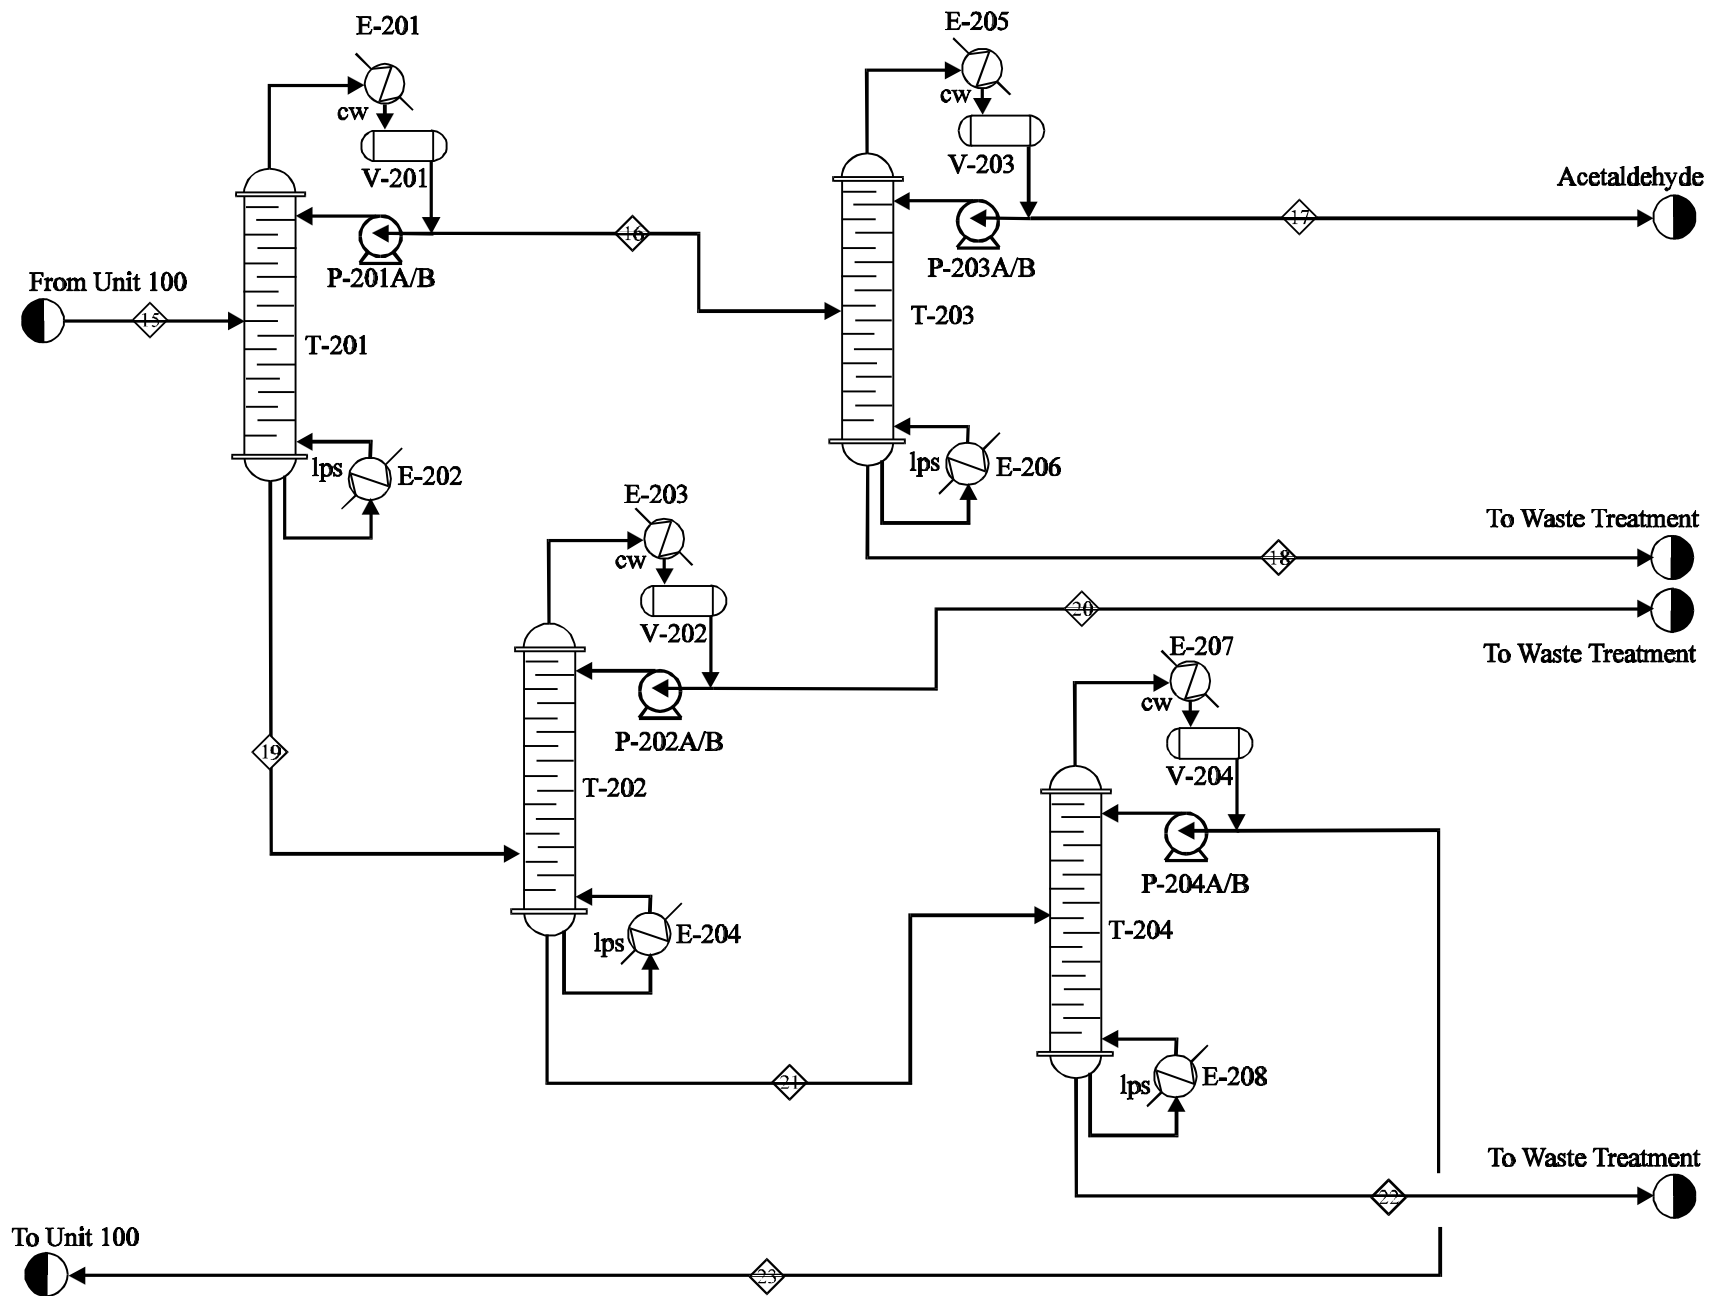 E-201
E-205
cw
cw
V-201
V-203
Acetaldehyde
16
17
P-201A/B
P-203A/B
From Unit 100
15
T-201
T-203
lps
E-202
lps
E-206
E-203
To Waste Treatment
cw
18
20
V-202
E-207
To Waste Treatment
cw
P-202A/B
19
V-204
T-202
P-204A/B
lps
E-204
T-204
21
lps
E-208
To Waste Treatment
22
To Unit 100
23